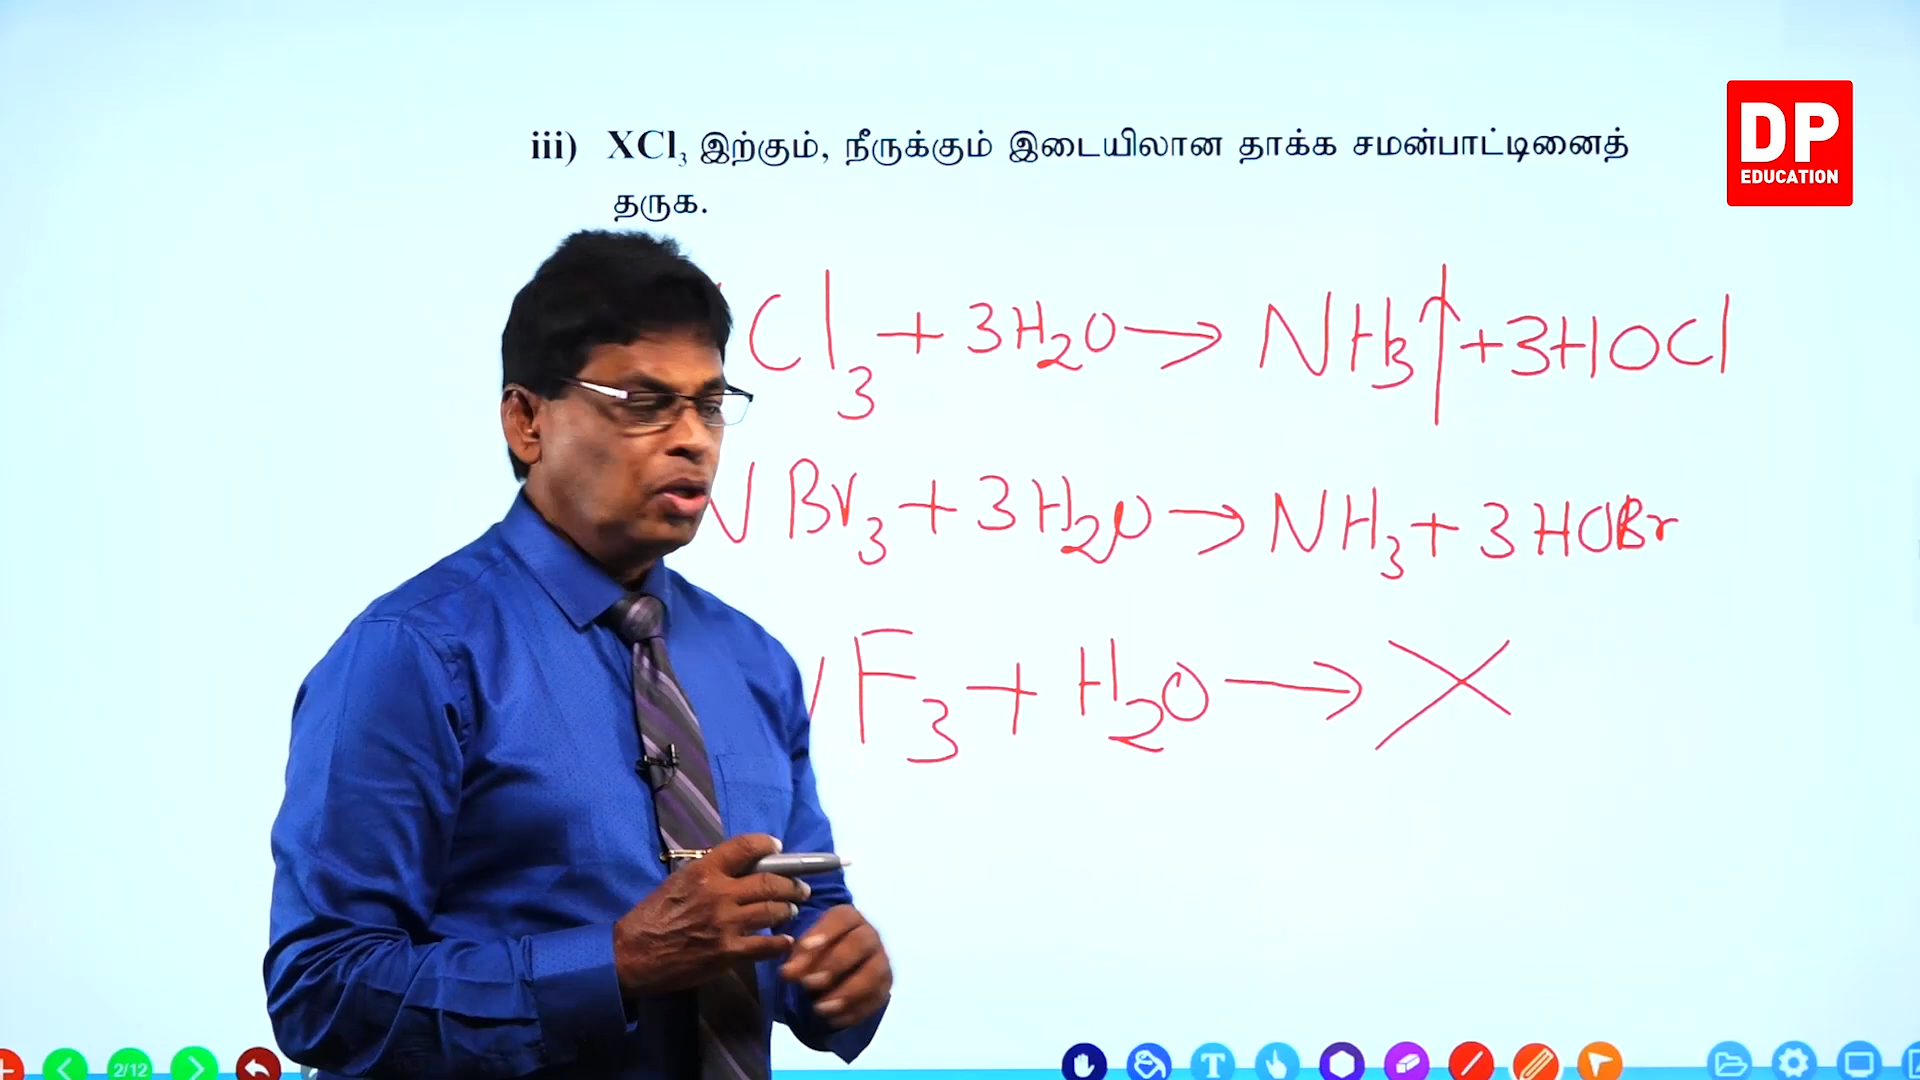 DP
EDUCATION
iii) XCl₃ இற்கும், நீருக்கும் இடையிலான தாக்க சமன்பாட்டினைத்
தருக.
Cl₃ + 3H₂O → NH₃↑ + 3HOCl
NBr₃ + 3H₂O → NH₃ + 3HOBr
F₃ + H₂O → X
2/12
T